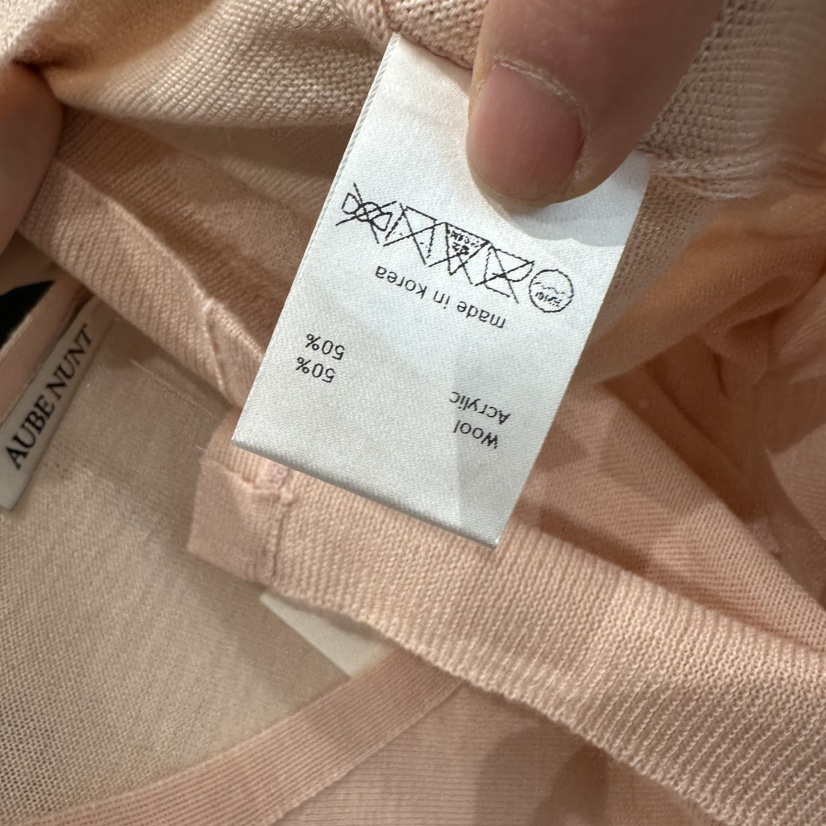 Wool 50%
Acrylic 50%
made in korea
AUBE NUNT